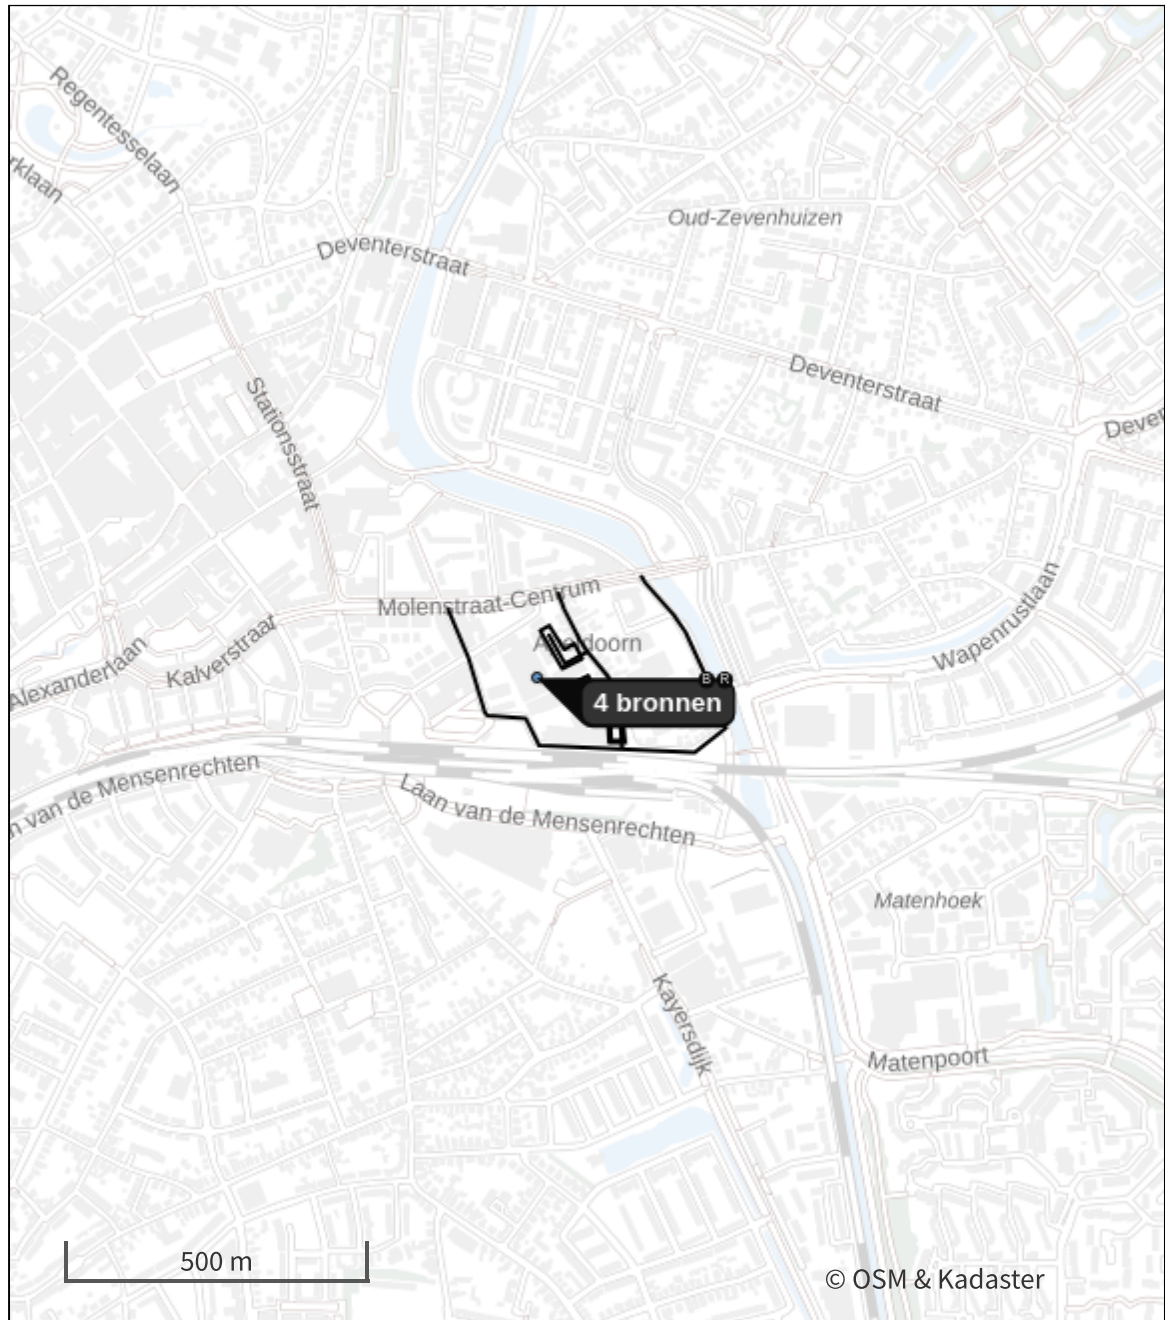 Regentesselaan
rklaan
Oud-Zevenhuizen
Deventerstraat
Deventerstraat
Deven
Stationsstraat
Molenstraat-Centrum
Wapenrustlaan
Kalverstraat
Alexanderlaan
B R
4 bronnen
n van de Mensenrechten
Laan van de Mensenrechten
Matenhoek
Kayersdijk
Matenpoort
500 m
© OSM & Kadaster